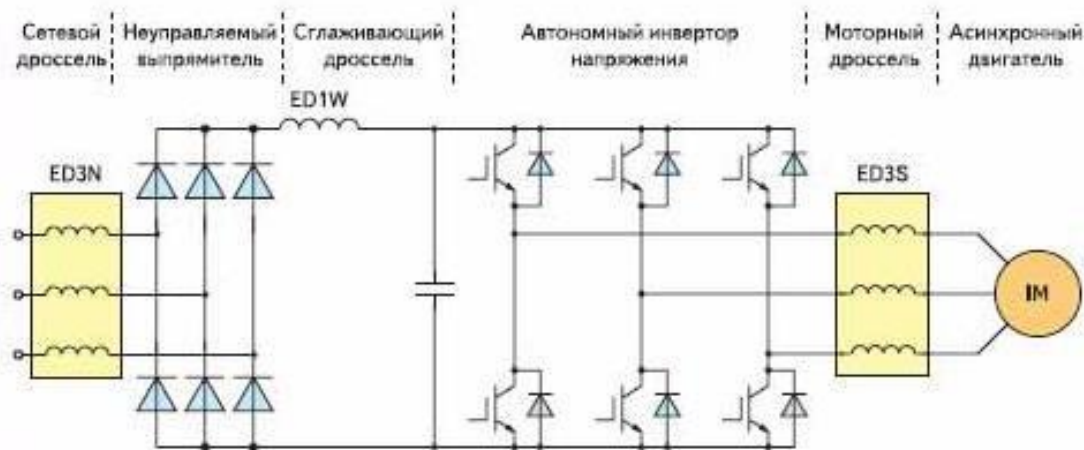 Сетевой
дроссель
Неуправляемый
выпрямитель
Сглаживающий
дроссель
Автономный инвертор
напряжения
Моторный
дроссель
Асинхронный
двигатель
ED1W
ED3N
ED3S
IM